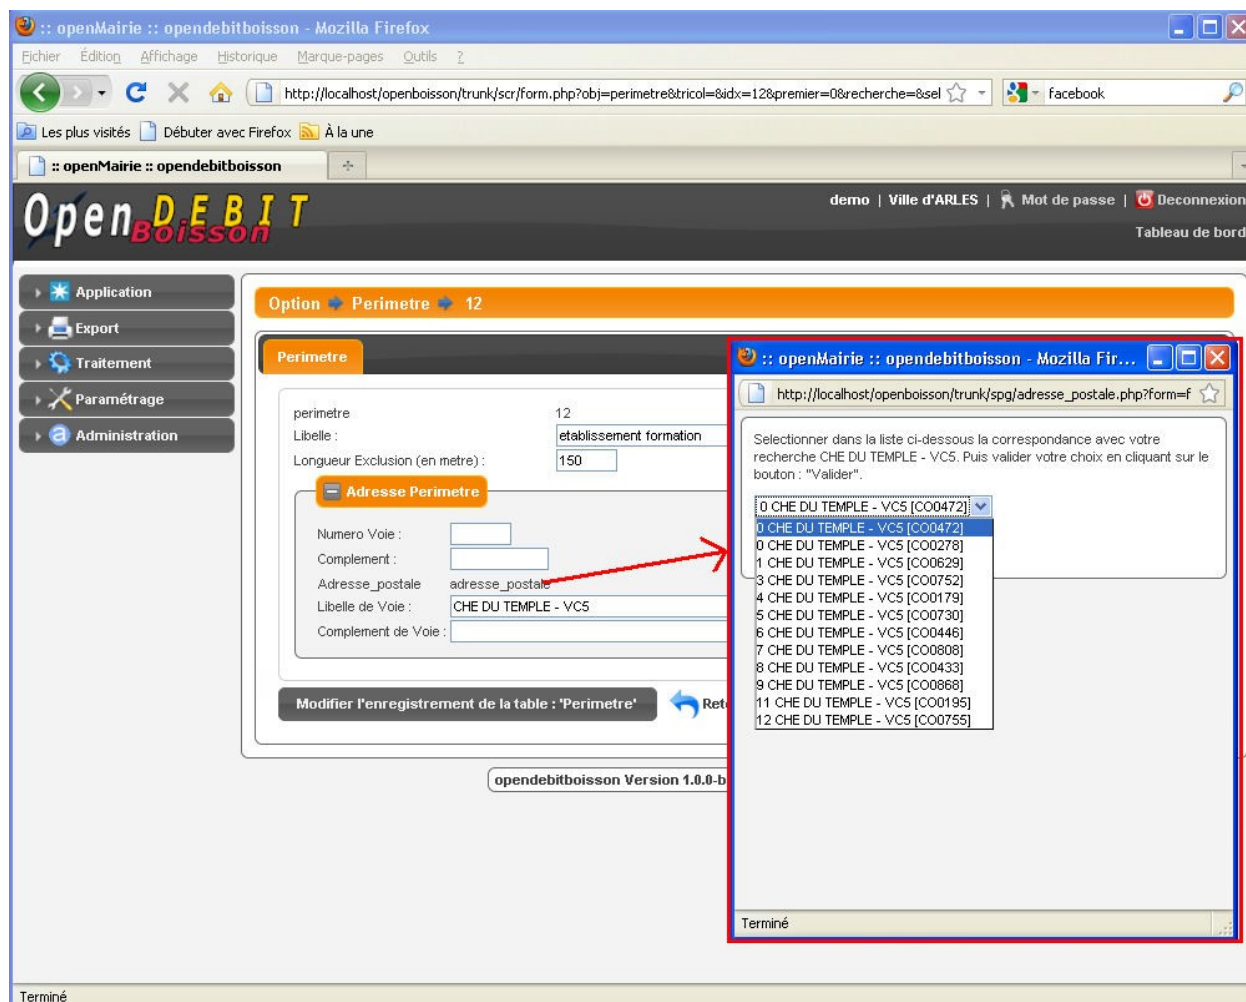 :: openMairie :: opendebitboisson - Mozilla Firefox
Fichier Édition Affichage Historique Marque-pages Outils ?
http://localhost/openboisson/trunk/scr/form.php?obj=perimetre&tricol=&idx=12&premier=0&recherche=&sel
facebook
Les plus visités Débuter avec Firefox À la une
:: openMairie :: opendebitboisson
Open DEBIT Boisson
demo | Ville d'ARLES | Mot de passe | Deconnexion
Tableau de bord
Application
Export
Traitement
Paramétrage
Administration
Option Perimetre 12
Perimetre
perimetre 12
Libelle : etablissement formation
Longueur Exclusion (en metre) : 150
Adresse Perimetre
Numero Voie :
Complement :
Adresse_postale adresse_postale
Libelle de Voie : CHE DU TEMPLE - VC5
Complement de Voie :
Modifier l'enregistrement de la table : 'Perimetre' Reto
opendebitboisson Version 1.0.0-b
:: openMairie :: opendebitboisson - Mozilla Fir...
http://localhost/openboisson/trunk/spg/adresse_postale.php?form=f
Selectionner dans la liste ci-dessous la correspondance avec votre
recherche CHE DU TEMPLE - VC5. Puis valider votre choix en cliquant sur le
bouton : "Valider".
0 CHE DU TEMPLE - VC5 [CO0472]
0 CHE DU TEMPLE - VC5 [CO0472]
0 CHE DU TEMPLE - VC5 [CO0278]
1 CHE DU TEMPLE - VC5 [CO0629]
3 CHE DU TEMPLE - VC5 [CO0752]
4 CHE DU TEMPLE - VC5 [CO0179]
5 CHE DU TEMPLE - VC5 [CO0730]
6 CHE DU TEMPLE - VC5 [CO0446]
7 CHE DU TEMPLE - VC5 [CO0808]
8 CHE DU TEMPLE - VC5 [CO0433]
9 CHE DU TEMPLE - VC5 [CO0868]
11 CHE DU TEMPLE - VC5 [CO0195]
12 CHE DU TEMPLE - VC5 [CO0755]
Terminé
Terminé